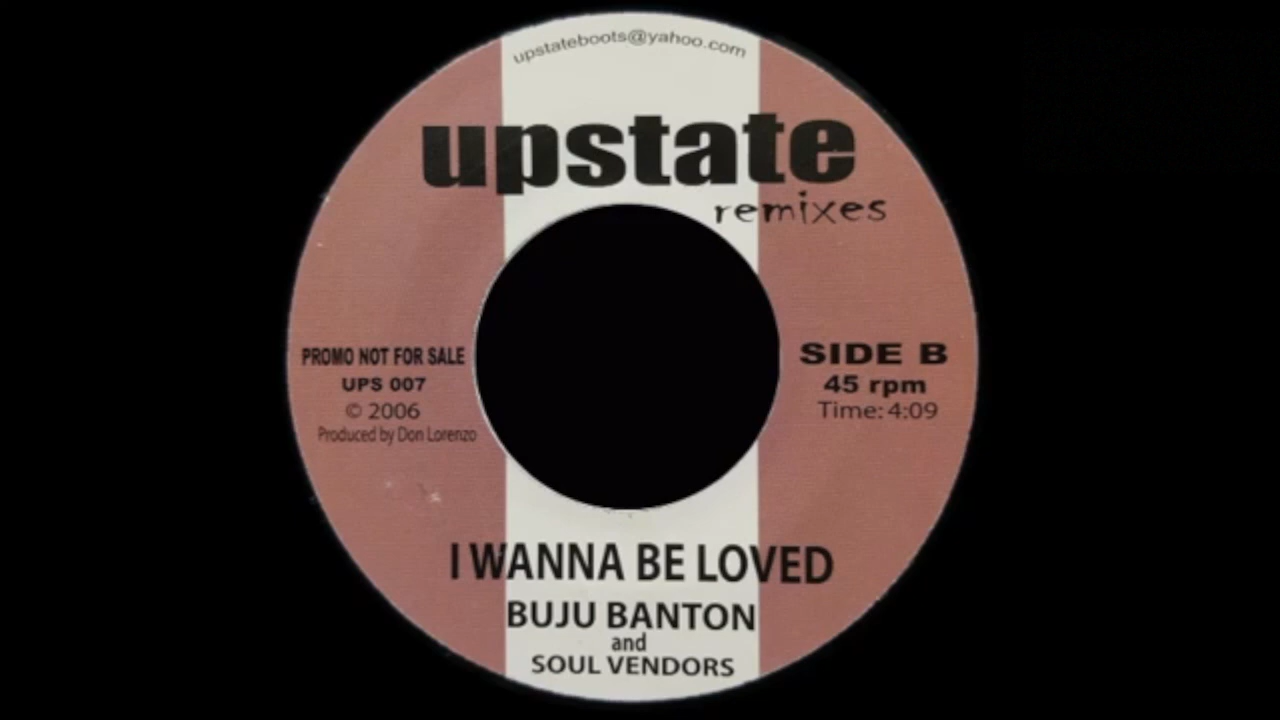 upstateboots@yahoo.com
upstate
remixes
PROMO NOT FOR SALE
UPS 007
© 2006
Produced by Don Lorenzo
SIDE B
45 rpm
Time: 4:09
I WANNA BE LOVED
BUJU BANTON
and
SOUL VENDORS